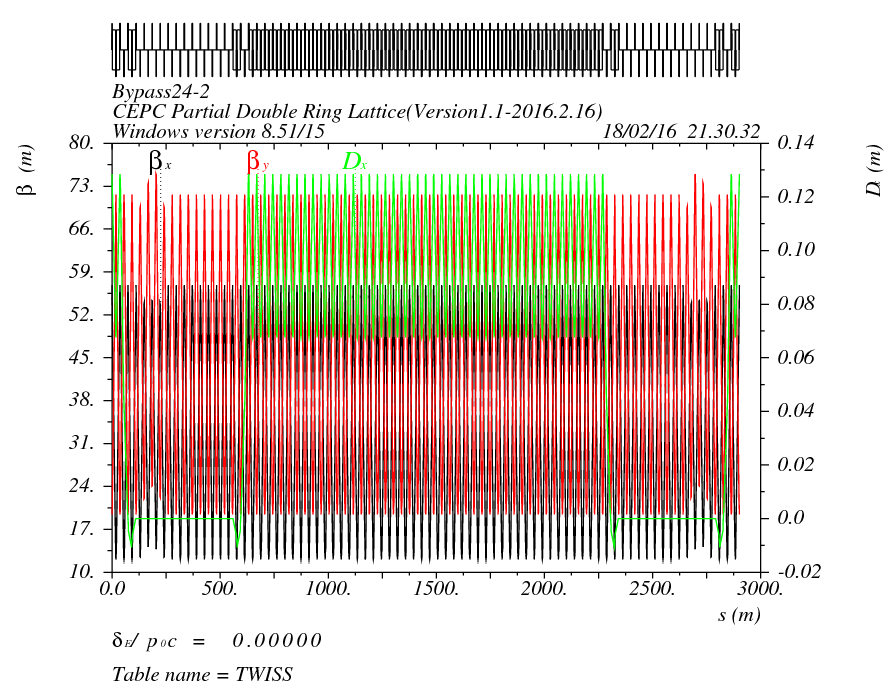 Bypass24-2
CEPC Partial Double Ring Lattice(Version1.1-2016.2.16)
Windows version 8.51/15 18/02/16 21.30.32
β (m)
βx βy Dx
Dx (m)
80. 0.14
73. 0.12
66. 0.10
59.
52. 0.08
45. 0.06
38. 0.04
31.
24. 0.02
17. 0.0
10. -0.02
0.0 500. 1000. 1500. 2000. 2500. 3000.
s (m)
δE/ p0c = 0.00000
Table name = TWISS